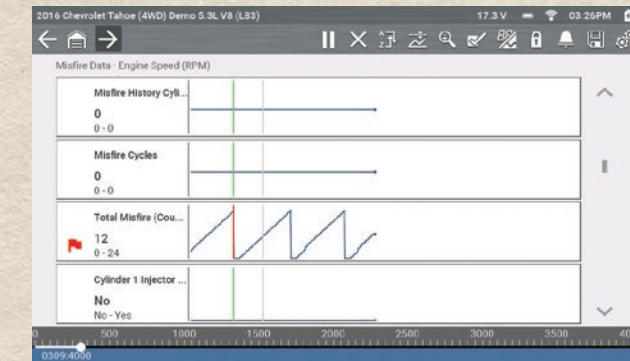 2016 Chevrolet Tahoe (4WD) Demo 5.3L V8 (L83) 17.3 V 03:26PM
Misfire Data - Engine Speed (RPM)
Misfire History Cyli...
0
0 - 0
Misfire Cycles
0
0 - 0
Total Misfire (Cou...
12
0 - 24
Cylinder 1 Injector ...
No
No - Yes
0 500 1000 1500 2000 2500 3000 3500 40
0309:4000